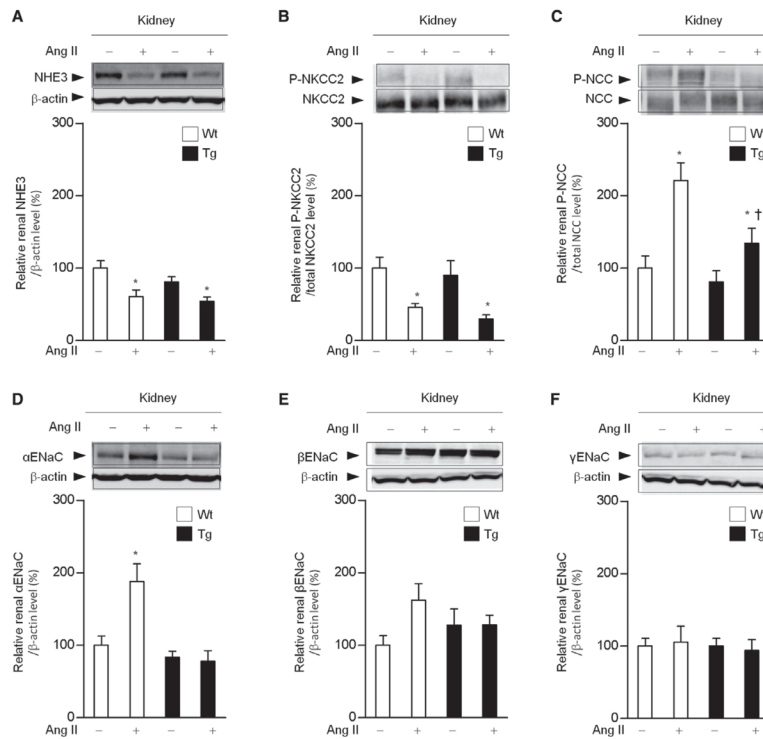 A
Kidney
Ang II – + – +
NHE3
β-actin
300
200
100
0
Relative renal NHE3
/β-actin level (%)
Wt
Tg
*
*
Ang II – + – +
B
Kidney
Ang II – + – +
P-NKCC2
NKCC2
300
200
100
0
Relative renal P-NKCC2
/total NKCC2 level (%)
Wt
Tg
*
*
Ang II – + – +
C
Kidney
Ang II – + – +
P-NCC
NCC
300
200
100
0
Relative renal P-NCC
/total NCC level (%)
Wt
Tg
*
* †
Ang II – + – +
D
Kidney
Ang II – + – +
αENaC
β-actin
300
200
100
0
Relative renal αENaC
/β-actin level (%)
Wt
Tg
*
Ang II – + – +
E
Kidney
Ang II – + – +
βENaC
β-actin
300
200
100
0
Relative renal βENaC
/β-actin level (%)
Wt
Tg
Ang II – + – +
F
Kidney
Ang II – + – +
γENaC
β-actin
300
200
100
0
Relative renal γENaC
/β-actin level (%)
Wt
Tg
Ang II – + – +